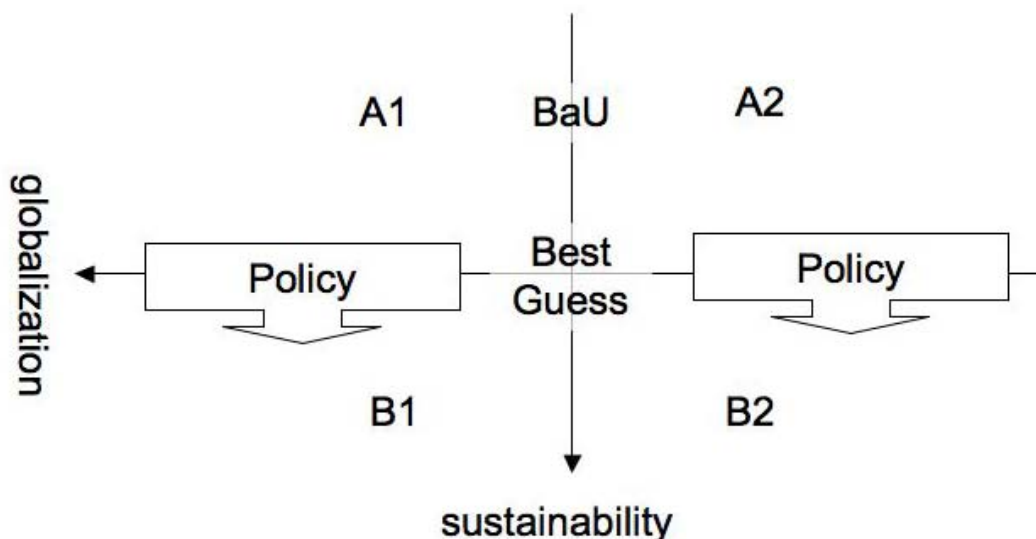 A1
BaU
A2
globalization
Policy
Best
Guess
Policy
B1
B2
sustainability